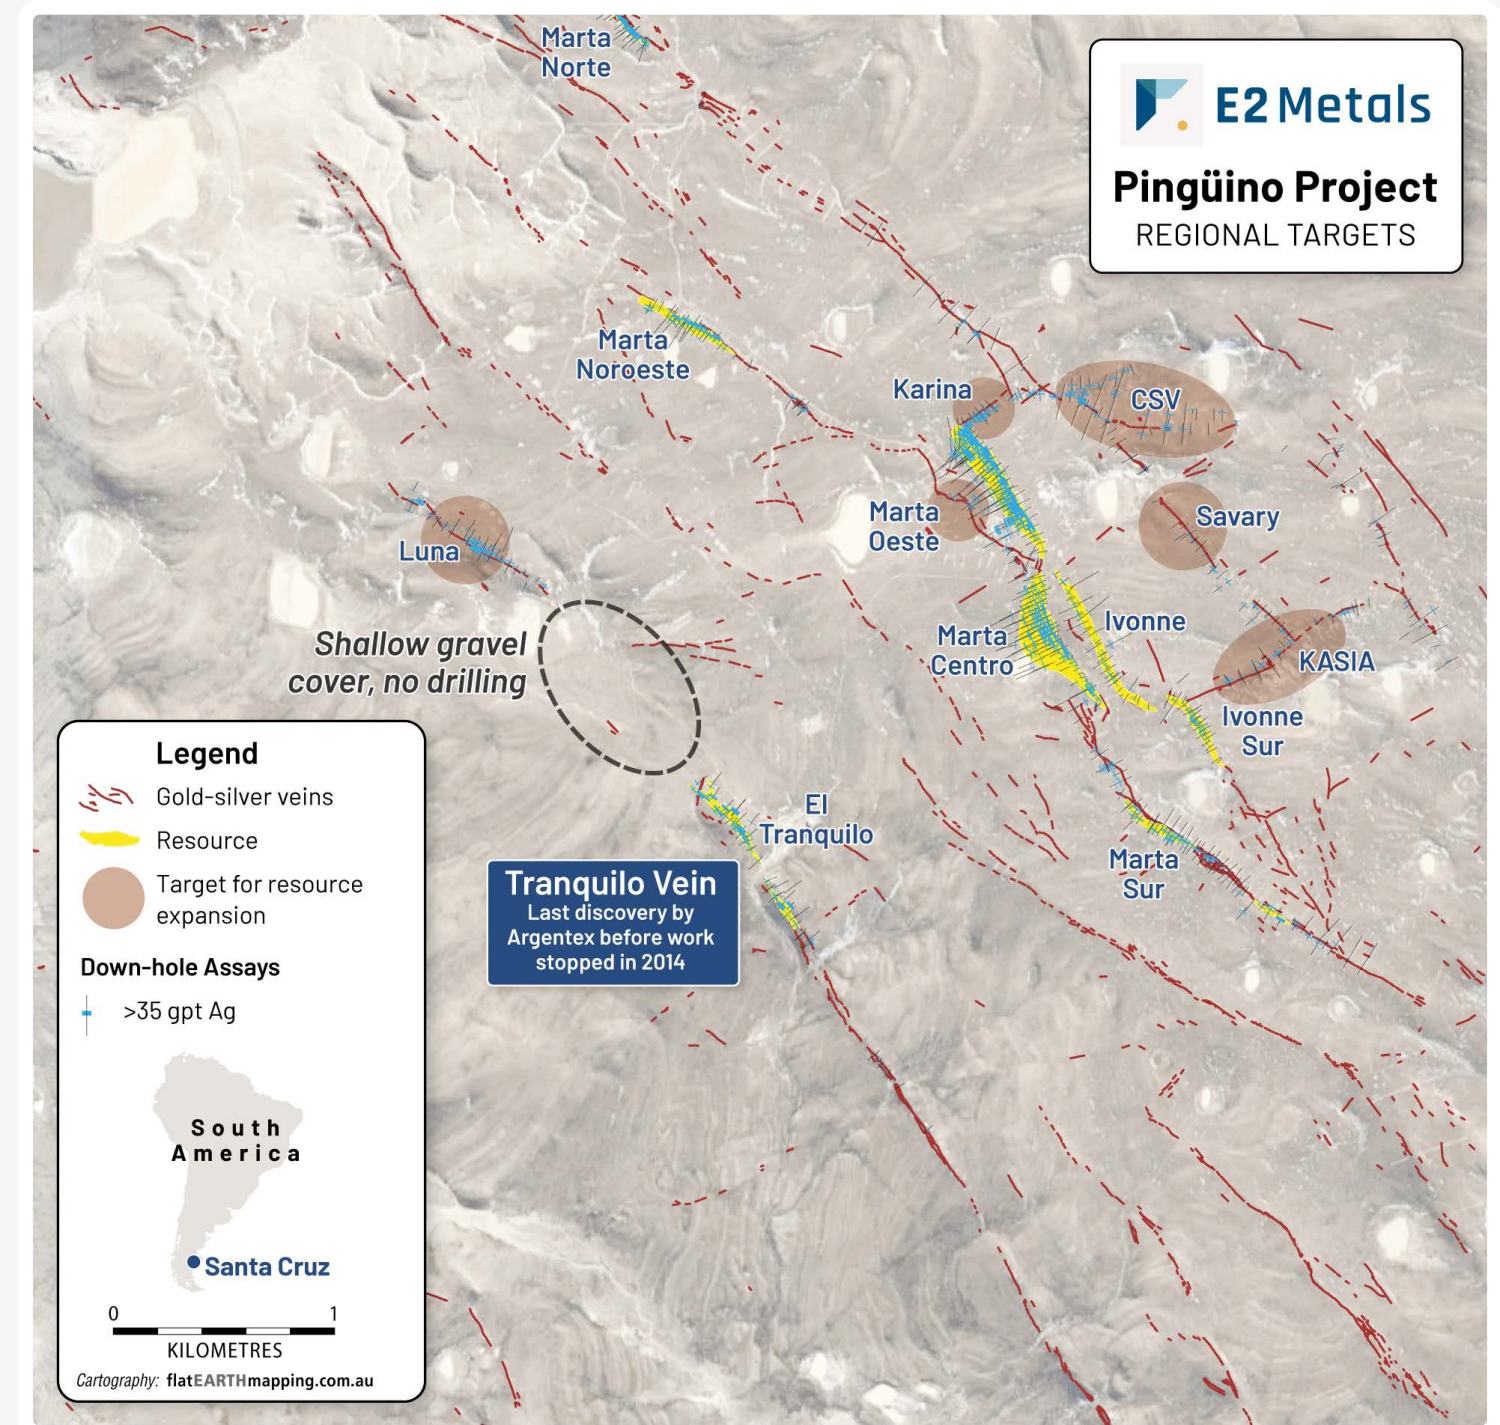 Marta
Norte
E2 Metals
Pingüino Project
REGIONAL TARGETS
Marta
Noroeste
Karina
CSV
Marta
Oeste
Savary
Luna
Ivonne
Marta
Centro
KASIA
Shallow gravel
cover, no drilling
Ivonne
Sur
El
Tranquilo
Marta
Sur
Tranquilo Vein
Last discovery by
Argentex before work
stopped in 2014
Legend
Gold-silver veins
Resource
Target for resource
expansion
Down-hole Assays
>35 gpt Ag
South
America
Santa Cruz
0 1
KILOMETRES
Cartography: flatEARTHmapping.com.au